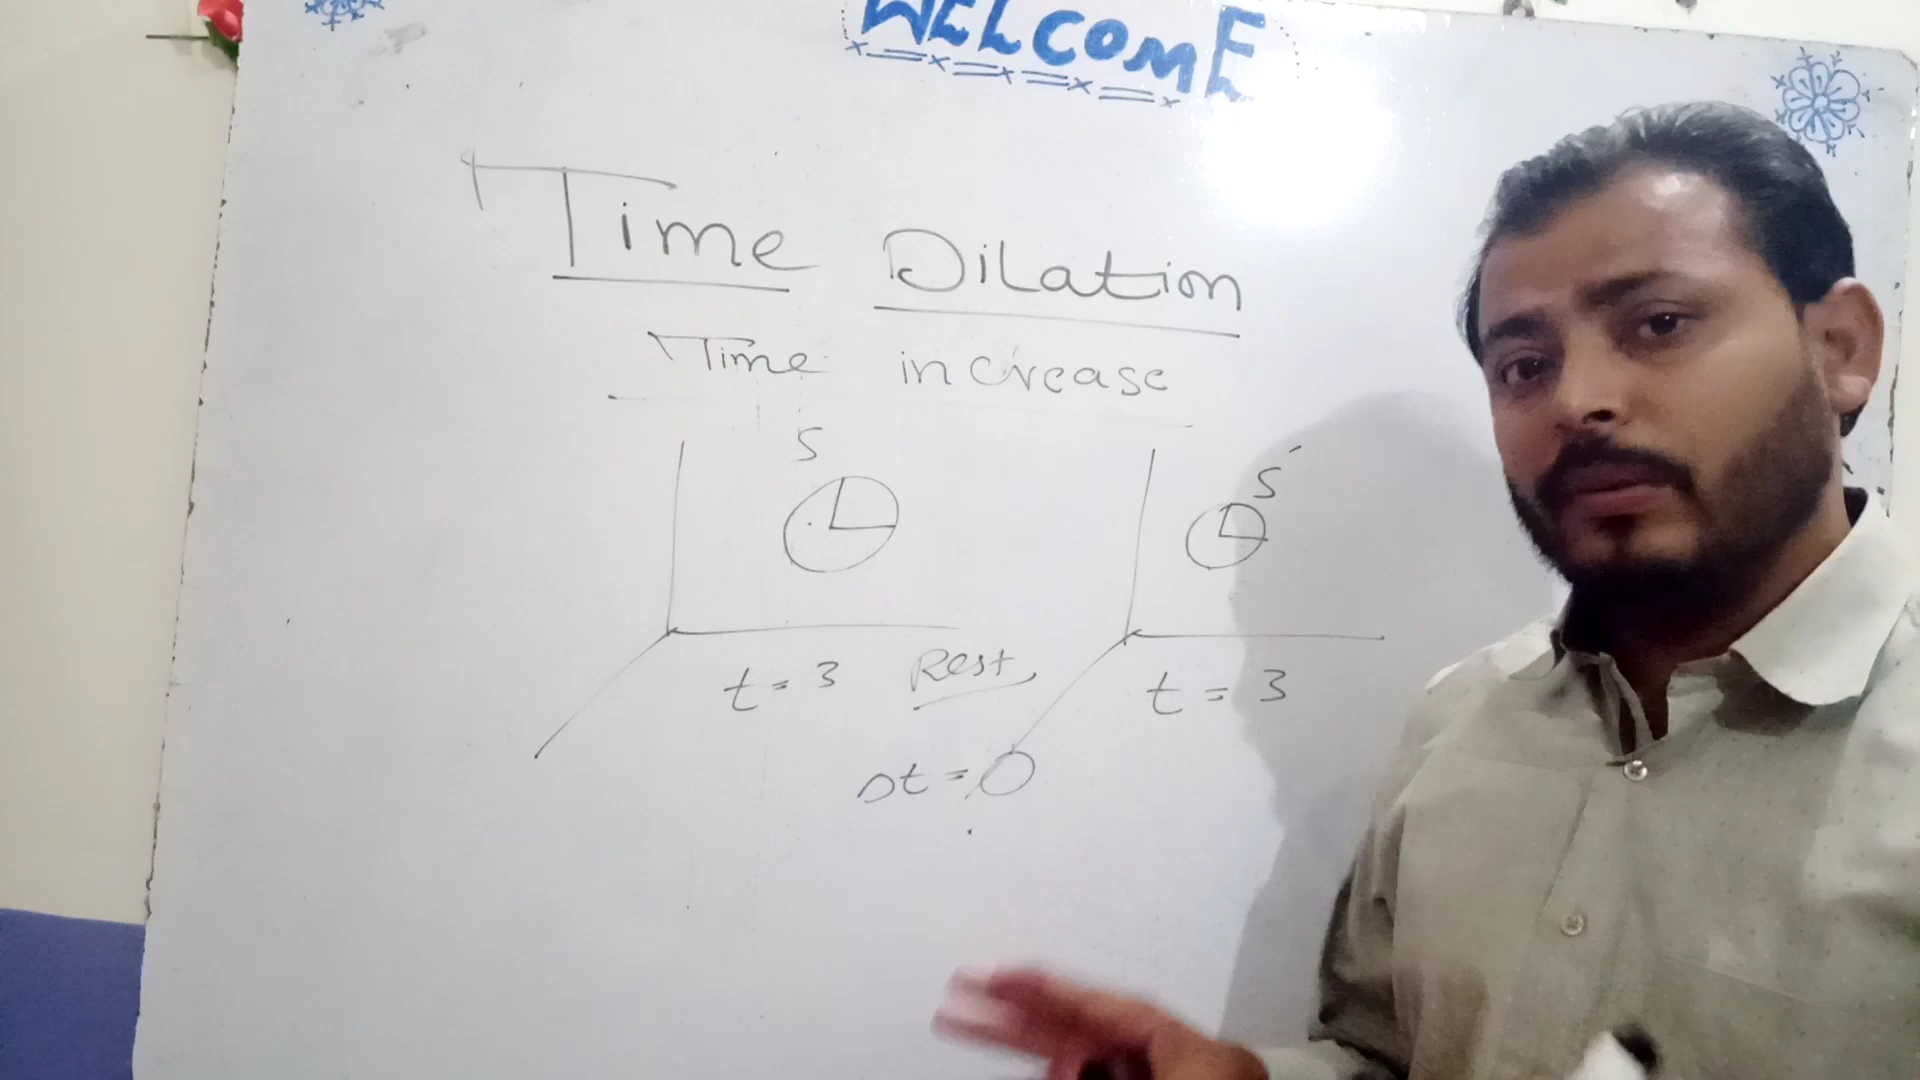 WELCOME
Time Dilation
Time increase
S S'
t = 3 Rest t = 3
Δt = 0